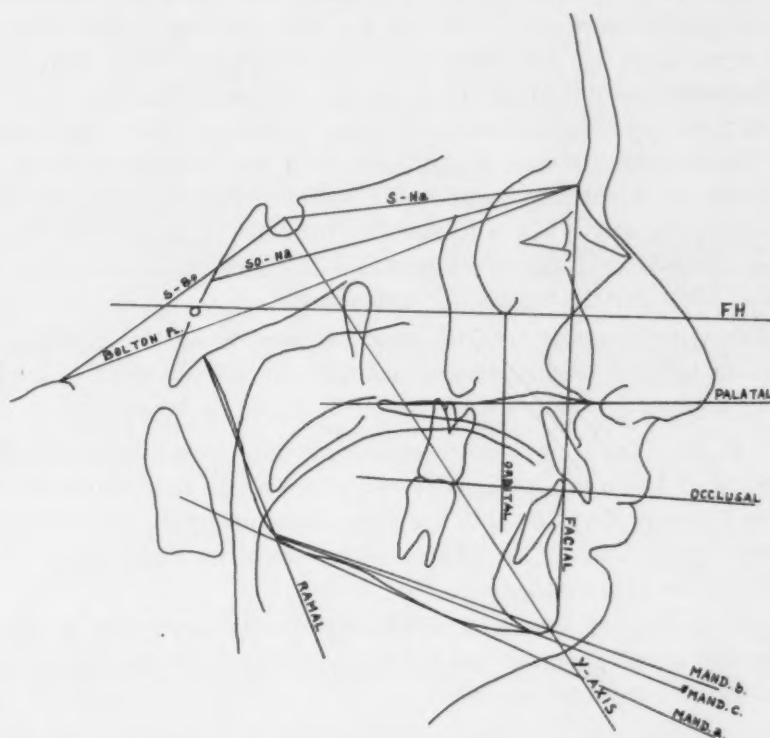 S-Na
SO-Na
S-Bo
BOLTON PL.
FH
PALATAL
ORBITAL
OCCLUSAL
FACIAL
RAMAL
Y-AXIS
MAND. b.
MAND. c.
MAND. a.